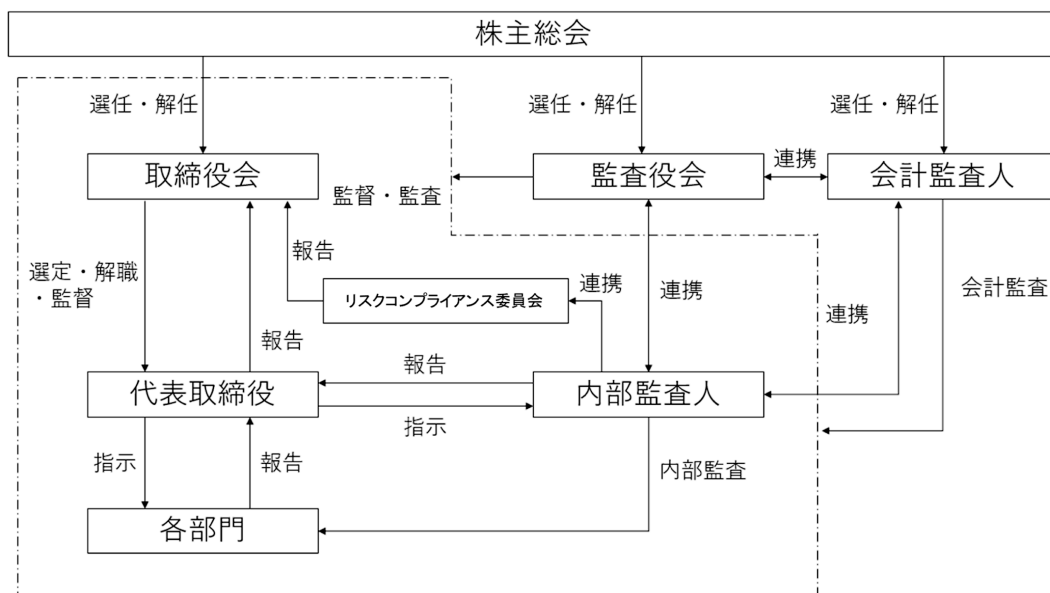 株主総会
選任・解任
選任・解任
選任・解任
取締役会
監査役会
連携
会計監査人
監督・監査
報告
選定・解職
・監督
リスクコンプライアンス委員会
連携
連携
会計監査
連携
報告
報告
代表取締役
内部監査人
指示
指示
報告
内部監査
各部門